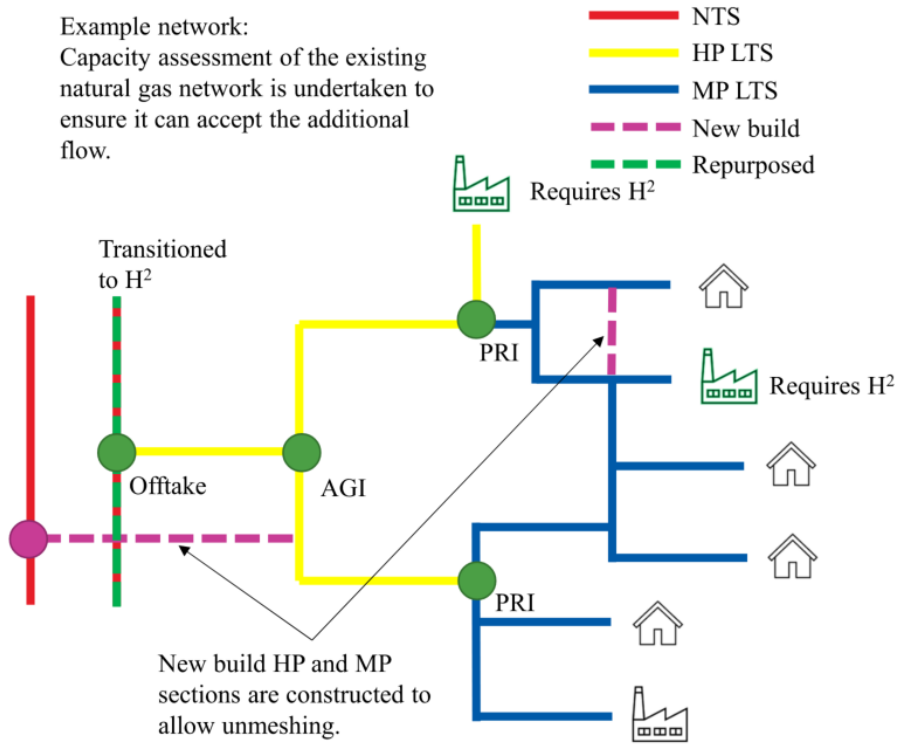 Example network:
Capacity assessment of the existing
natural gas network is undertaken to
ensure it can accept the additional
flow.
NTS
HP LTS
MP LTS
New build
Repurposed
Requires H²
Transitioned
to H²
PRI
Requires H²
Offtake
AGI
PRI
New build HP and MP
sections are constructed to
allow unmeshing.